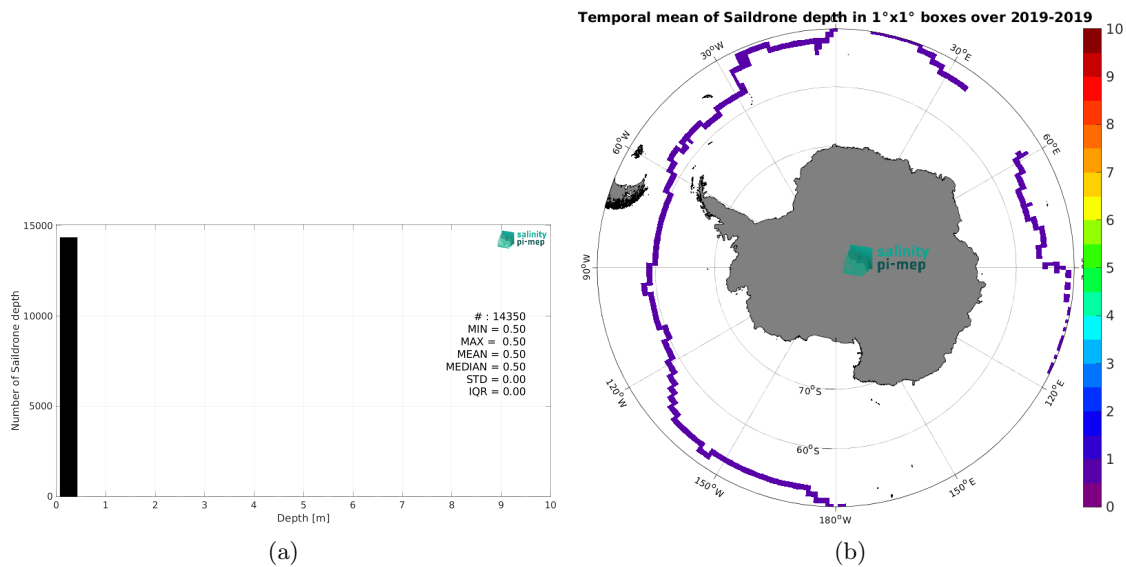 Temporal mean of Saildrone depth in 1°x1° boxes over 2019-2019
15000
10000
5000
0
Number of Saildrone depth
salinity
pi-mep
# : 14350
MIN = 0.50
MAX = 0.50
MEAN = 0.50
MEDIAN = 0.50
STD = 0.00
IQR = 0.00
0 1 2 3 4 5 6 7 8 9 10
Depth [m]
(a)
30°W
0°
30°E
60°W
60°E
90°W
120°W
120°E
150°W
150°E
180°W
70°S
60°S
salinity
pi-mep
10
9
8
7
6
5
4
3
2
1
0
(b)